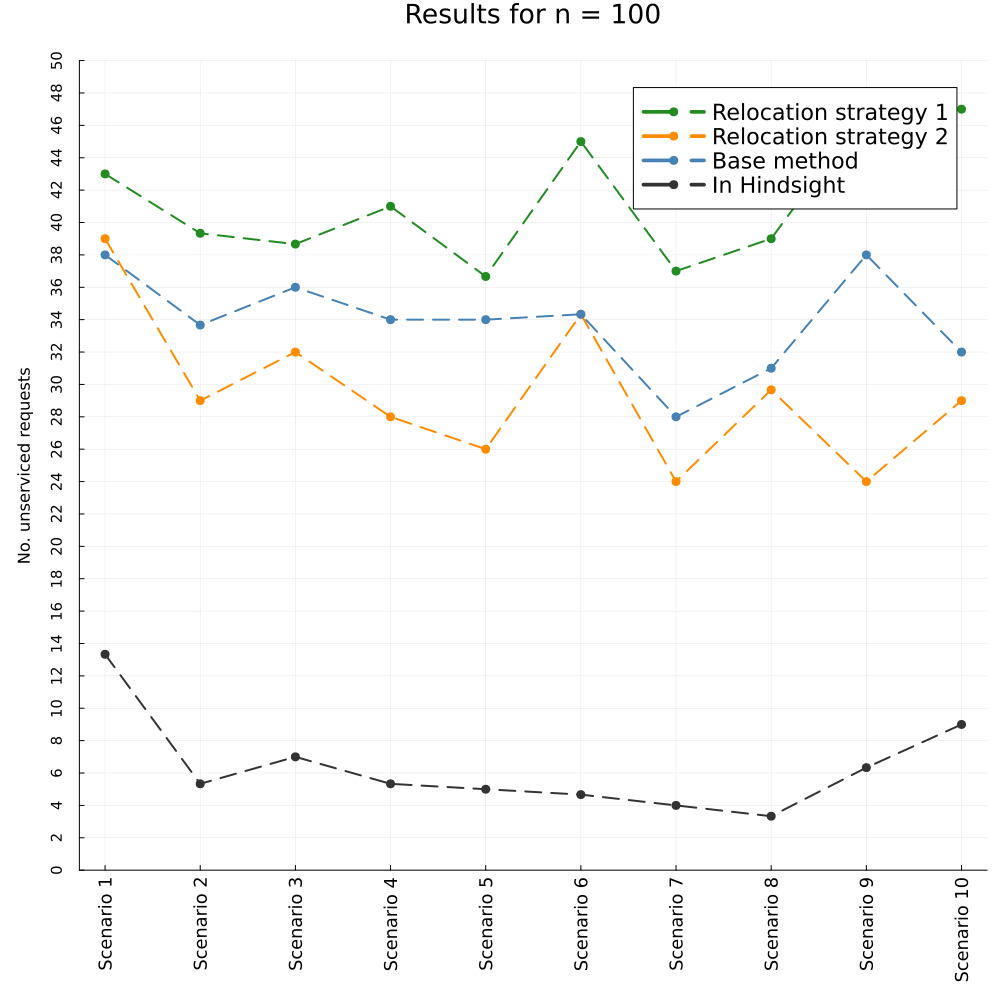 Results for n = 100
No. unserviced requests
50
48
46
44
42
40
38
36
34
32
30
28
26
24
22
20
18
16
14
12
10
8
6
4
2
0
Relocation strategy 1
Relocation strategy 2
Base method
In Hindsight
Scenario 1
Scenario 2
Scenario 3
Scenario 4
Scenario 5
Scenario 6
Scenario 7
Scenario 8
Scenario 9
Scenario 10